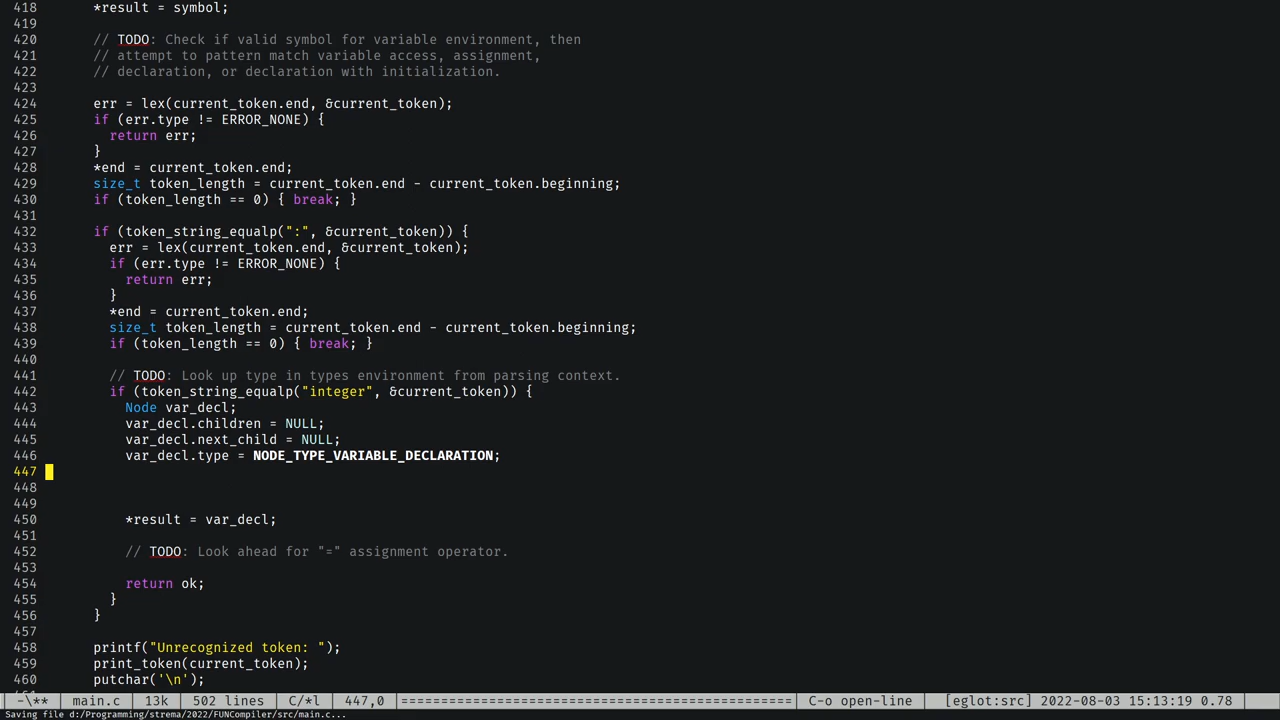 418 *result = symbol;
419
420 // TODO: Check if valid symbol for variable environment, then
421 // attempt to pattern match variable access, assignment,
422 // declaration, or declaration with initialization.
423
424 err = lex(current_token.end, &current_token);
425 if (err.type != ERROR_NONE) {
426 return err;
427 }
428 *end = current_token.end;
429 size_t token_length = current_token.end - current_token.beginning;
430 if (token_length == 0) { break; }
431
432 if (token_string_equalp(":", &current_token)) {
433 err = lex(current_token.end, &current_token);
434 if (err.type != ERROR_NONE) {
435 return err;
436 }
437 *end = current_token.end;
438 size_t token_length = current_token.end - current_token.beginning;
439 if (token_length == 0) { break; }
440
441 // TODO: Look up type in types environment from parsing context.
442 if (token_string_equalp("integer", &current_token)) {
443 Node var_decl;
444 var_decl.children = NULL;
445 var_decl.next_child = NULL;
446 var_decl.type = NODE_TYPE_VARIABLE_DECLARATION;
447
448
449
450 *result = var_decl;
451
452 // TODO: Look ahead for "=" assignment operator.
453
454 return ok;
455 }
456 }
457
458 printf("Unrecognized token: ");
459 print_token(current_token);
460 putchar('\n');
-\** main.c 13k 502 lines C/*l 447,0 ================================================= C-o open-line [eglot:src] 2022-08-03 15:13:19 0.78
Saving file d:/Programming/strema/2022/FUNCompiler/src/main.c...